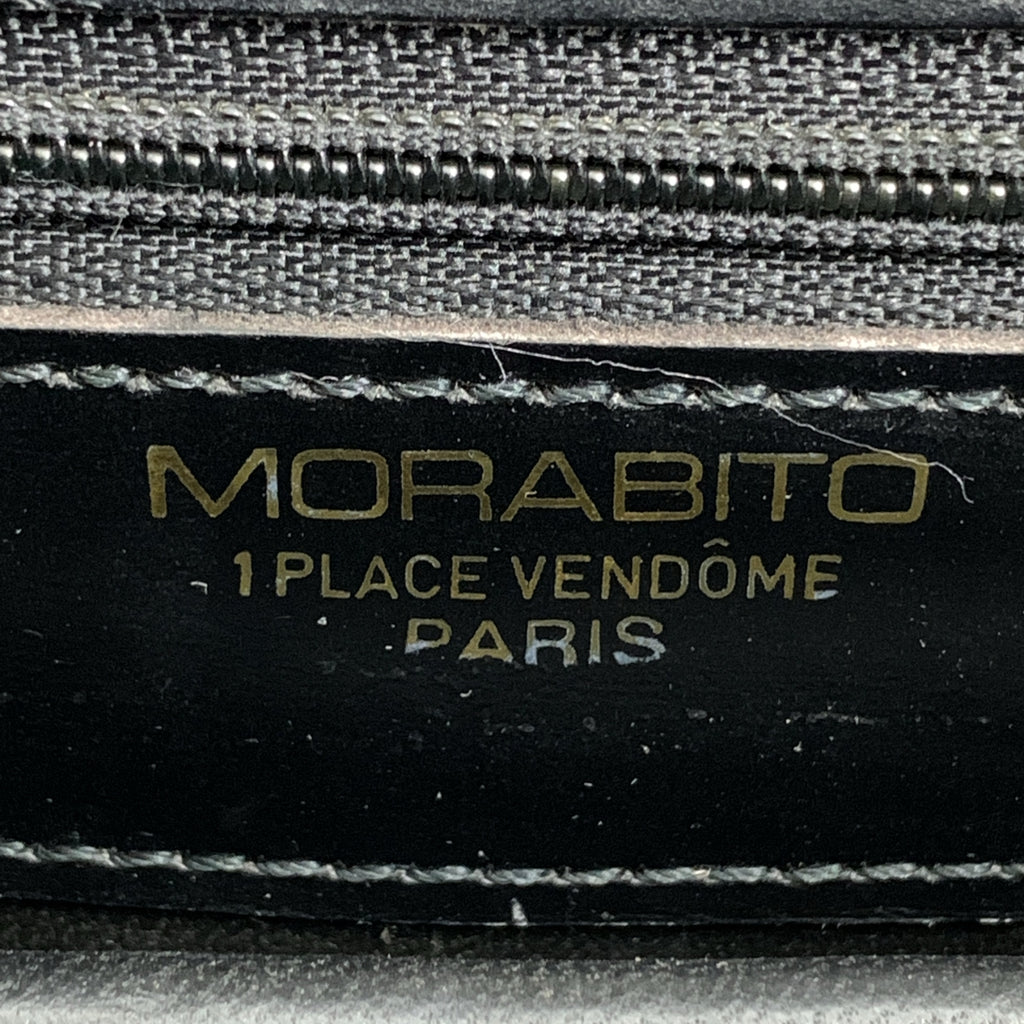 MORABITO
1 PLACE VENDÔME
PARIS